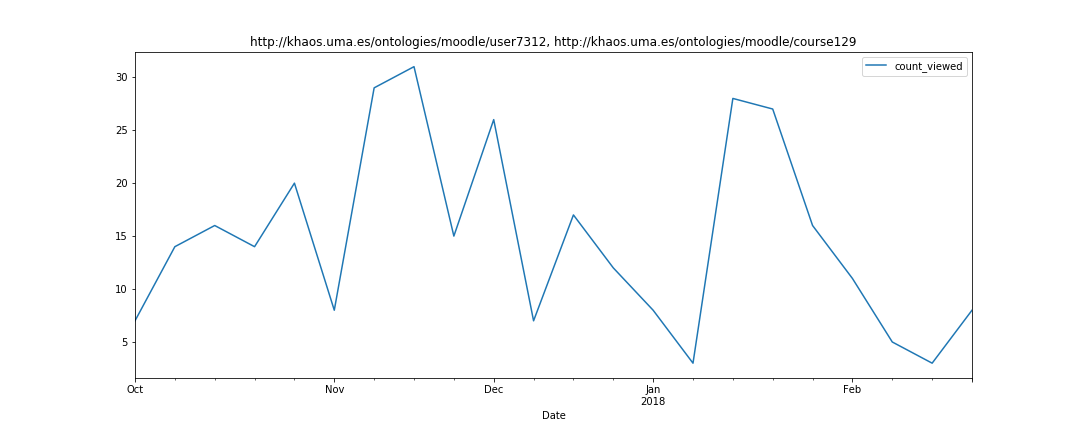 http://khaos.uma.es/ontologies/moodle/user7312, http://khaos.uma.es/ontologies/moodle/course129
count_viewed
30
25
20
15
10
5
Oct Nov Dec Jan Feb
2018
Date